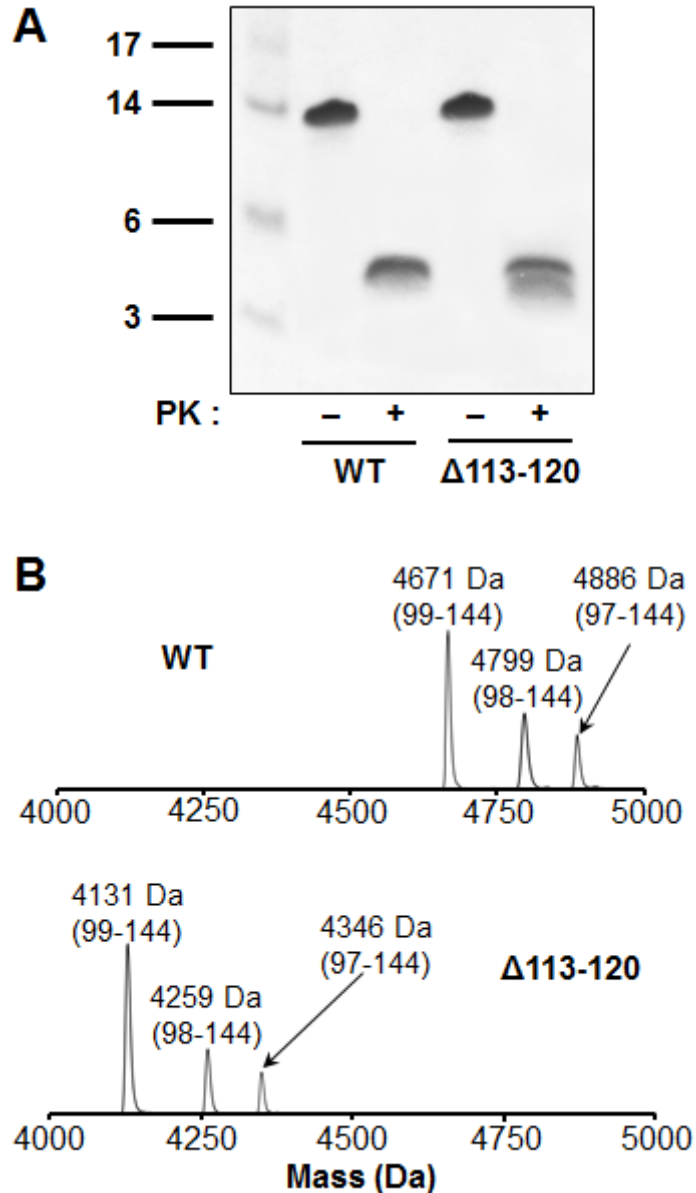 A
17
14
6
3
PK : – + – +
WT Δ113-120
B
4671 Da
(99-144)
4886 Da
(97-144)
4799 Da
(98-144)
WT
4000 4250 4500 4750 5000
4131 Da
(99-144)
4346 Da
(97-144)
4259 Da
(98-144)
Δ113-120
4000 4250 4500 4750 5000
Mass (Da)